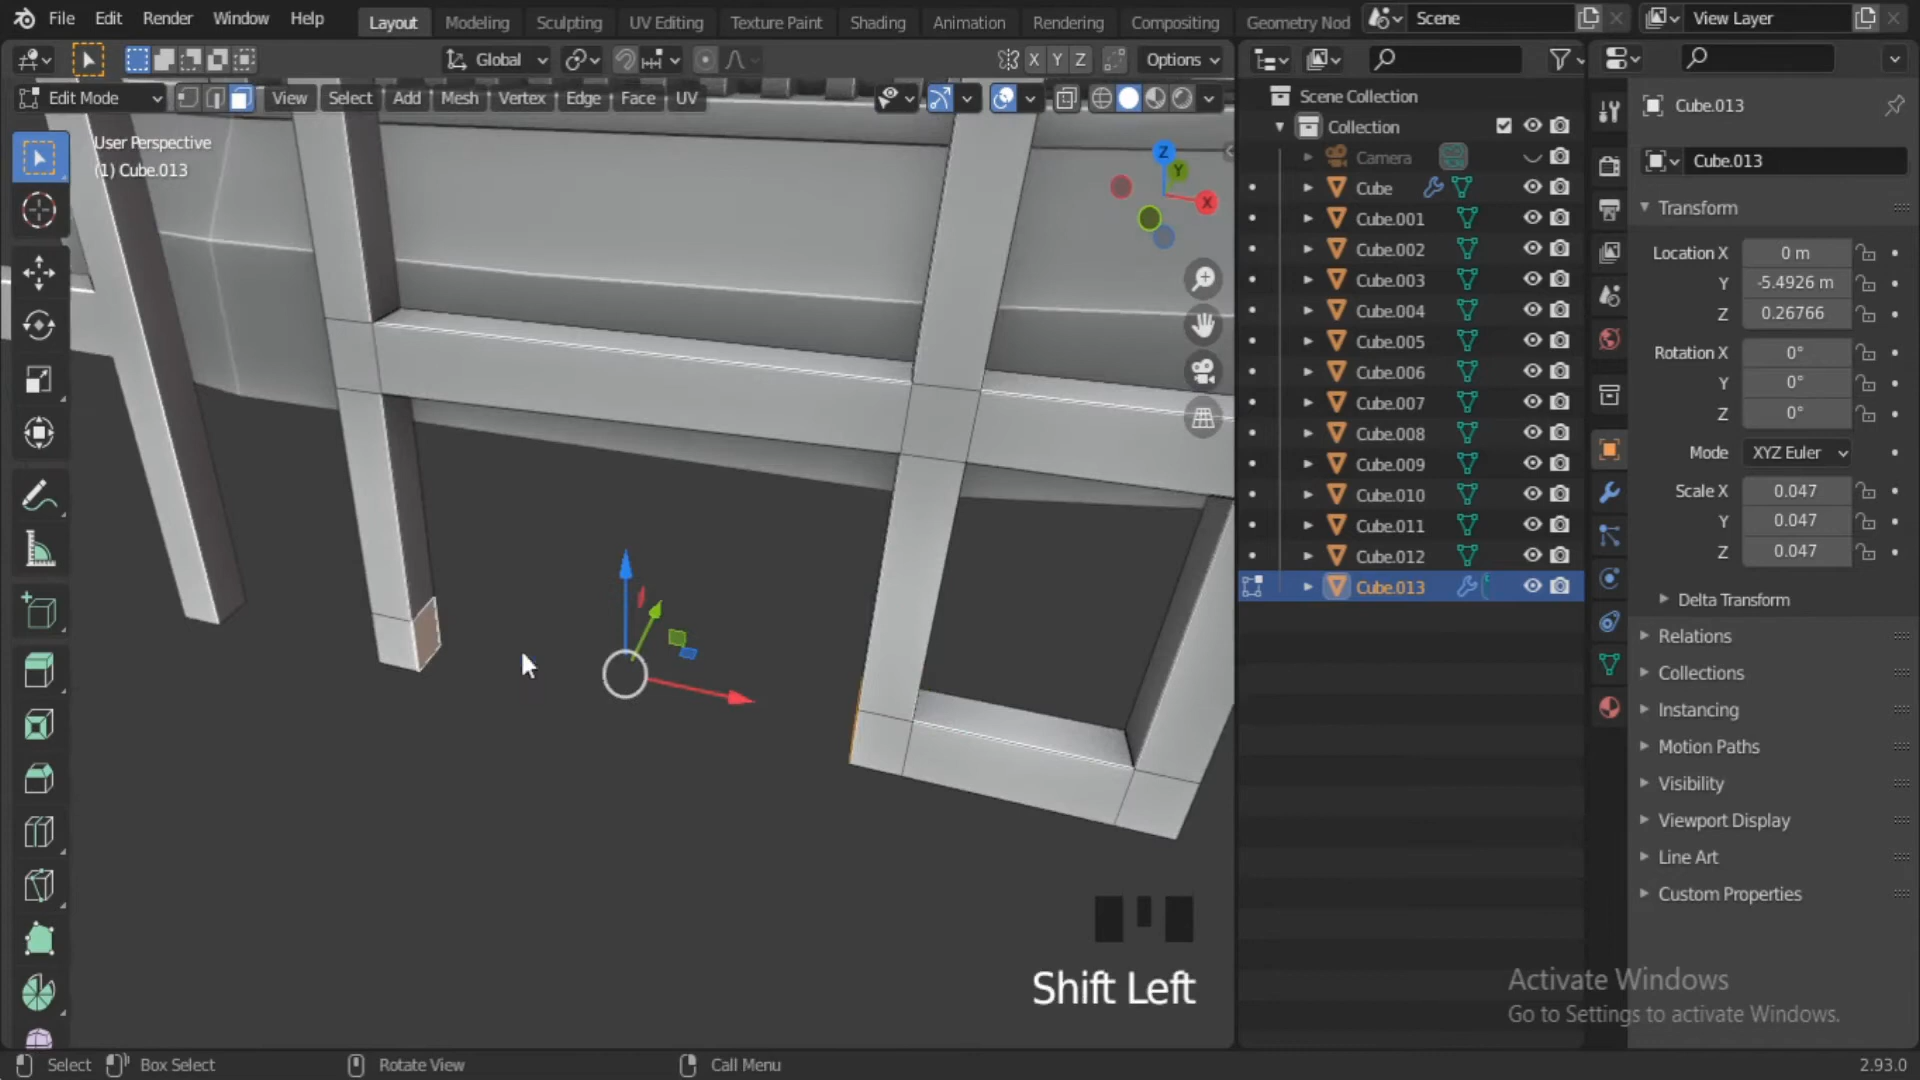 File Edit Render Window Help Layout Modeling Sculpting UV Editing Texture Paint Shading Animation Rendering Compositing Geometry Nod Scene View Layer
Global X Y Z Options
Edit Mode View Select Add Mesh Vertex Edge Face UV
User Perspective
(1) Cube.013
Z
Y
X
Scene Collection
Collection
Camera
Cube
Cube.001
Cube.002
Cube.003
Cube.004
Cube.005
Cube.006
Cube.007
Cube.008
Cube.009
Cube.010
Cube.011
Cube.012
Cube.013
Cube.013
Cube.013
Transform
Location X 0 m
Y -5.4926 m
Z 0.26766
Rotation X 0°
Y 0°
Z 0°
Mode XYZ Euler
Scale X 0.047
Y 0.047
Z 0.047
Delta Transform
Relations
Collections
Instancing
Motion Paths
Visibility
Viewport Display
Line Art
Custom Properties
Shift Left
Activate Windows
Go to Settings to activate Windows.
Select Box Select Rotate View Call Menu 2.93.0